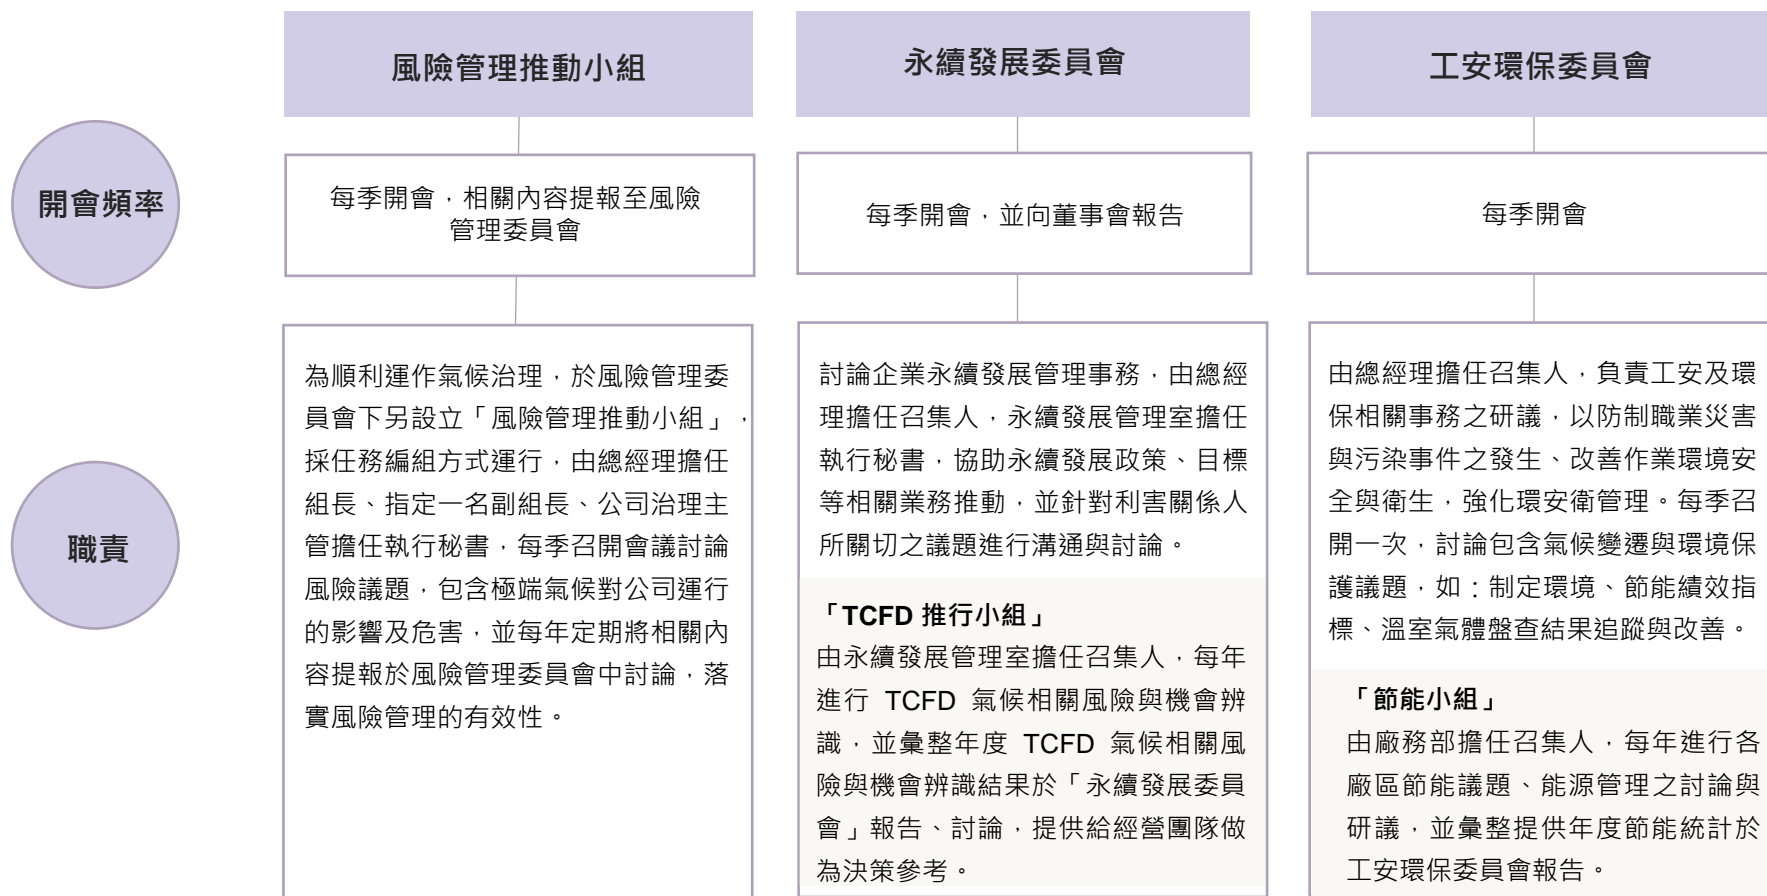 風險管理推動小組
永續發展委員會
工安環保委員會
開會頻率
每季開會，相關內容提報至風險
管理委員會
每季開會，並向董事會報告
每季開會
職責
為順利運作氣候治理，於風險管理委
員會下另設立「風險管理推動小組」，
採任務編組方式運行，由總經理擔任
組長、指定一名副組長、公司治理主
管擔任執行秘書，每季召開會議討論
風險議題，包含極端氣候對公司運行
的影響及危害，並每年定期將相關內
容提報於風險管理委員會中討論，落
實風險管理的有效性。
討論企業永續發展管理事務，由總經
理擔任召集人，永續發展管理室擔任
執行秘書，協助永續發展政策、目標
等相關業務推動，並針對利害關係人
所關切之議題進行溝通與討論。
「TCFD 推行小組」
由永續發展管理室擔任召集人，每年
進行 TCFD 氣候相關風險與機會辨
識，並彙整年度 TCFD 氣候相關風
險與機會辨識結果於「永續發展委員
會」報告、討論，提供給經營團隊做
為決策參考。
由總經理擔任召集人，負責工安及環
保相關事務之研議，以防制職業災害
與污染事件之發生、改善作業環境安
全與衛生，強化環安衛管理。每季召
開一次，討論包含氣候變遷與環境保
護議題，如：制定環境、節能績效指
標、溫室氣體盤查結果追蹤與改善。
「節能小組」
由廠務部擔任召集人，每年進行各
廠區節能議題、能源管理之討論與
研議，並彙整提供年度節能統計於
工安環保委員會報告。